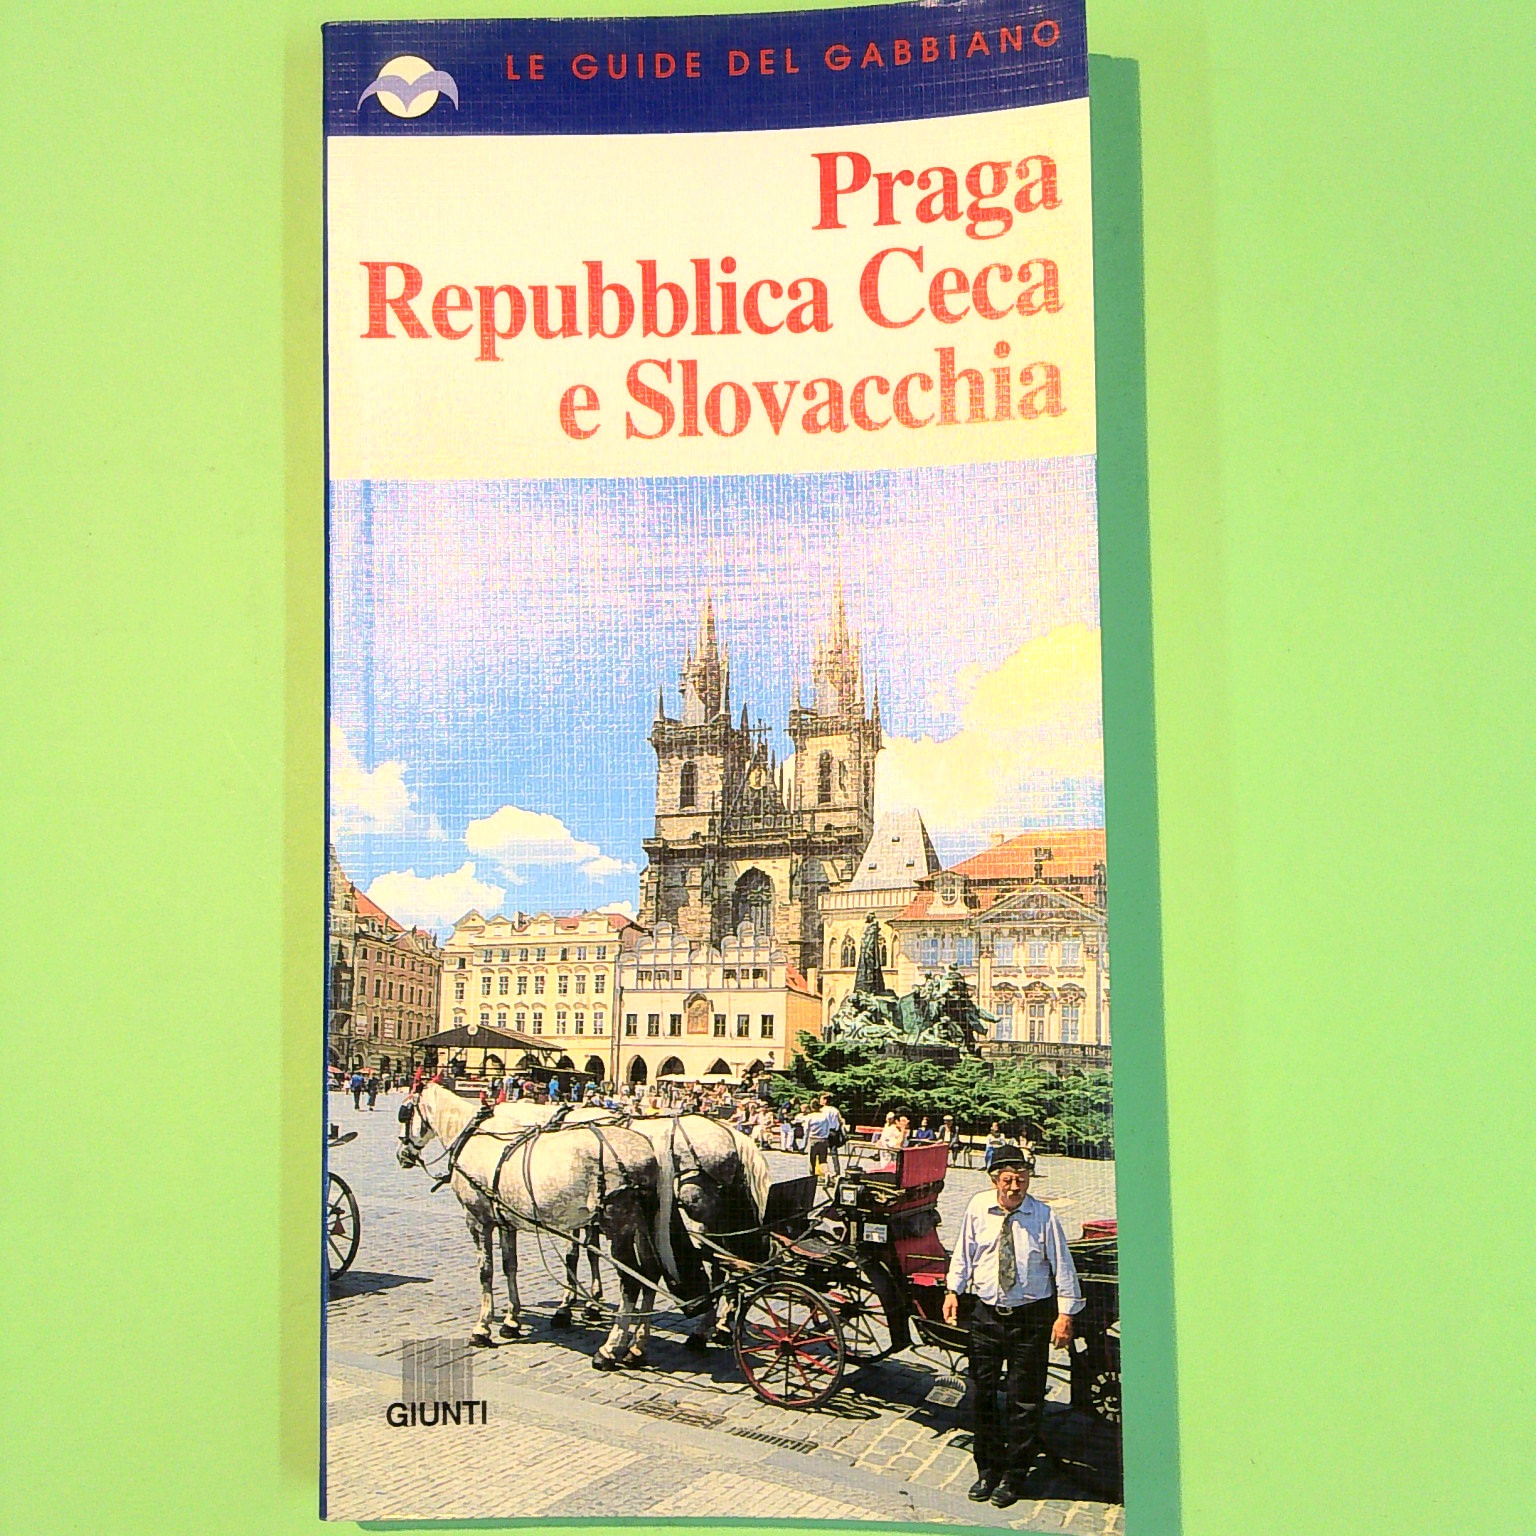 LE GUIDE DEL GABBIANO
Praga
Repubblica Ceca
e Slovacchia
GIUNTI